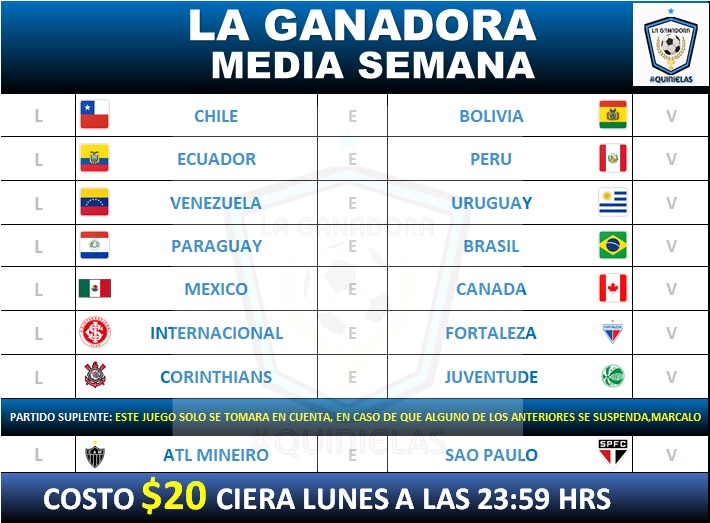 LA GANADORA
MEDIA SEMANA
LA GANADORA
#QUINIELAS
L CHILE E BOLIVIA V
L ECUADOR E PERU V
L VENEZUELA E URUGUAY V
LA GANADORA
L PARAGUAY E BRASIL V
L MEXICO E CANADA V
L INTERNACIONAL E FORTALEZA V
L CORINTHIANS E JUVENTUDE V
PARTIDO SUPLENTE: ESTE JUEGO SOLO SE TOMARA EN CUENTA, EN CASO DE QUE ALGUNO DE LOS ANTERIORES SE SUSPENDA,MARCALO
#QUINIELAS
L ATL MINEIRO E SAO PAULO SPFC V
COSTO $20 CIERA LUNES A LAS 23:59 HRS